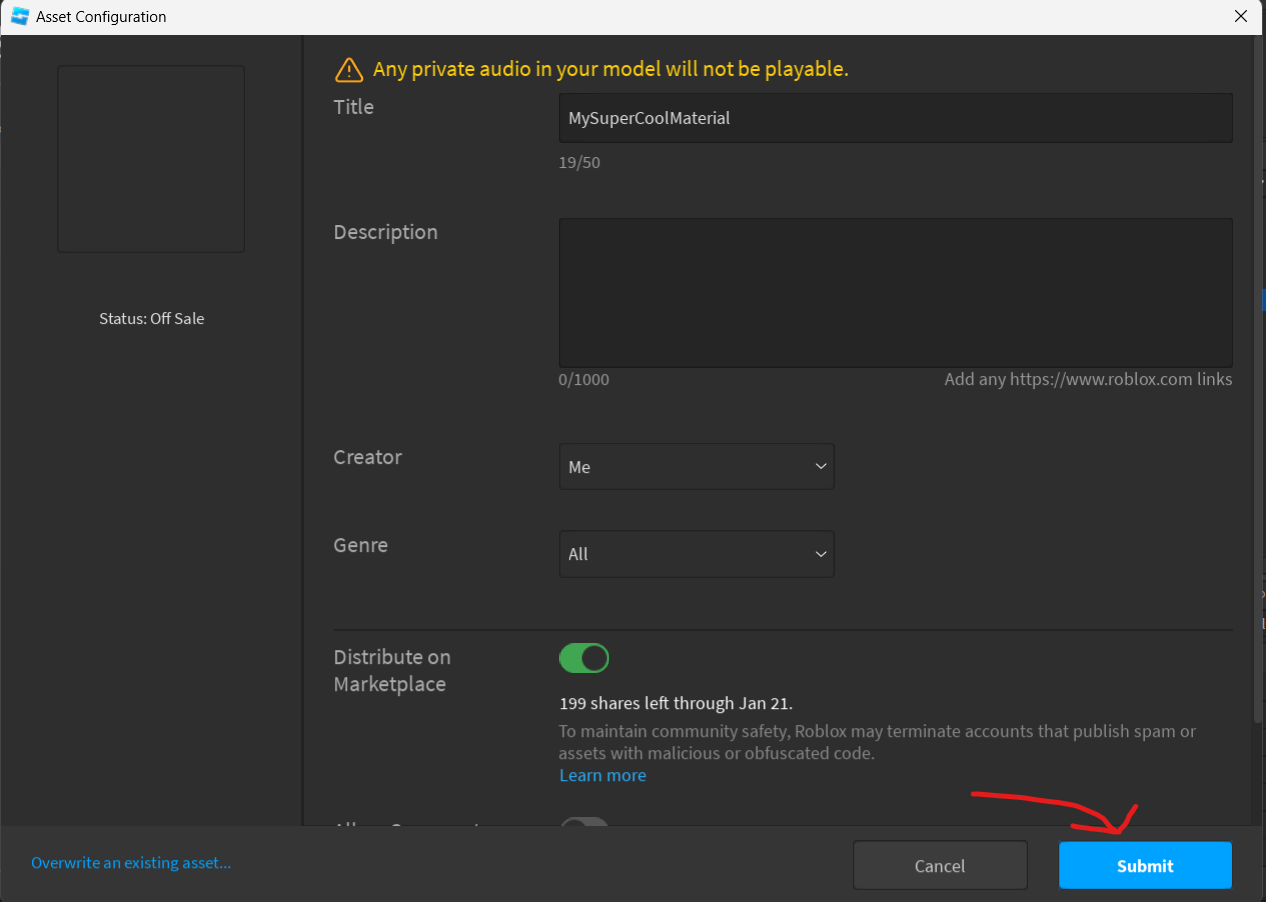 Asset Configuration
Any private audio in your model will not be playable.
Title
MySuperCoolMaterial
19/50
Description
0/1000
Add any https://www.roblox.com links
Status: Off Sale
Creator
Me
Genre
All
Distribute on
Marketplace
199 shares left through Jan 21.
To maintain community safety, Roblox may terminate accounts that publish spam or
assets with malicious or obfuscated code.
Learn more
Overwrite an existing asset...
Cancel
Submit